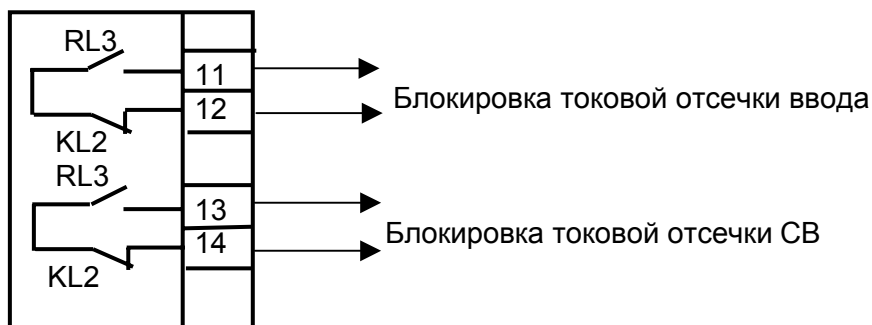 RL3
11
12
Блокировка токовой отсечки ввода
KL2
RL3
13
14
Блокировка токовой отсечки СВ
KL2